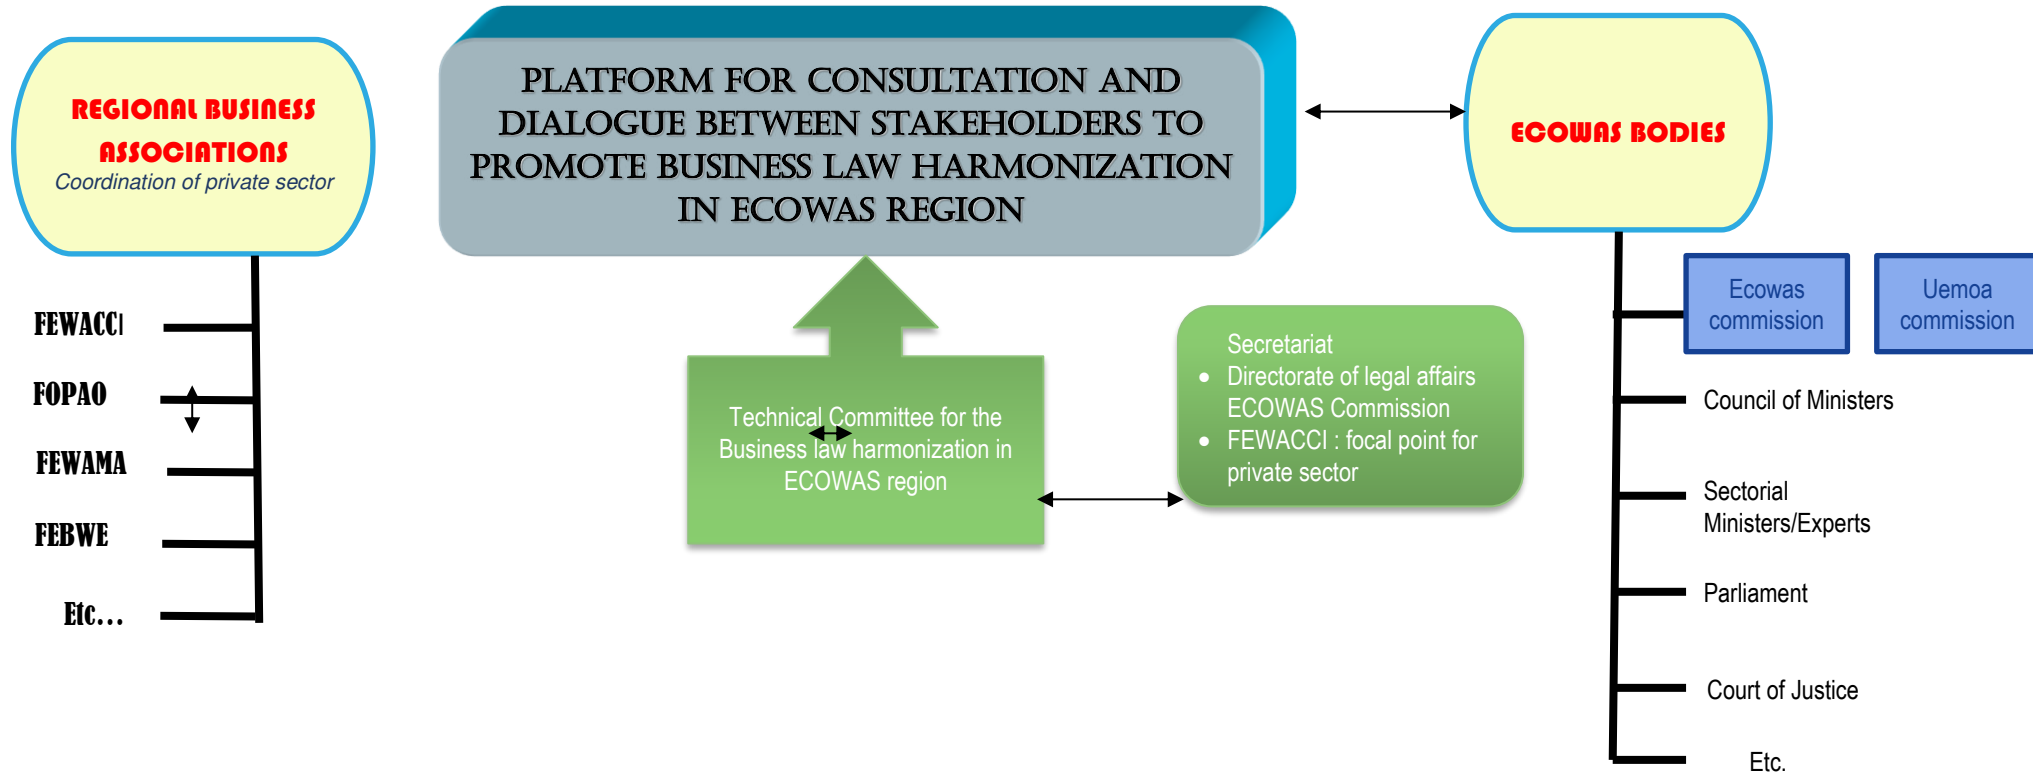 REGIONAL BUSINESS
ASSOCIATIONS
Coordination of private sector
FEWACCI
FOPAO
FEWAMA
FEBWE
Etc...
PLATFORM FOR CONSULTATION AND
DIALOGUE BETWEEN STAKEHOLDERS TO
PROMOTE BUSINESS LAW HARMONIZATION
IN ECOWAS REGION
Technical Committee for the
Business law harmonization in
ECOWAS region
Secretariat
• Directorate of legal affairs
ECOWAS Commission
• FEWACCI : focal point for
private sector
ECOWAS BODIES
Ecowas
commission
Uemoa
commission
Council of Ministers
Sectorial
Ministers/Experts
Parliament
Court of Justice
Etc.